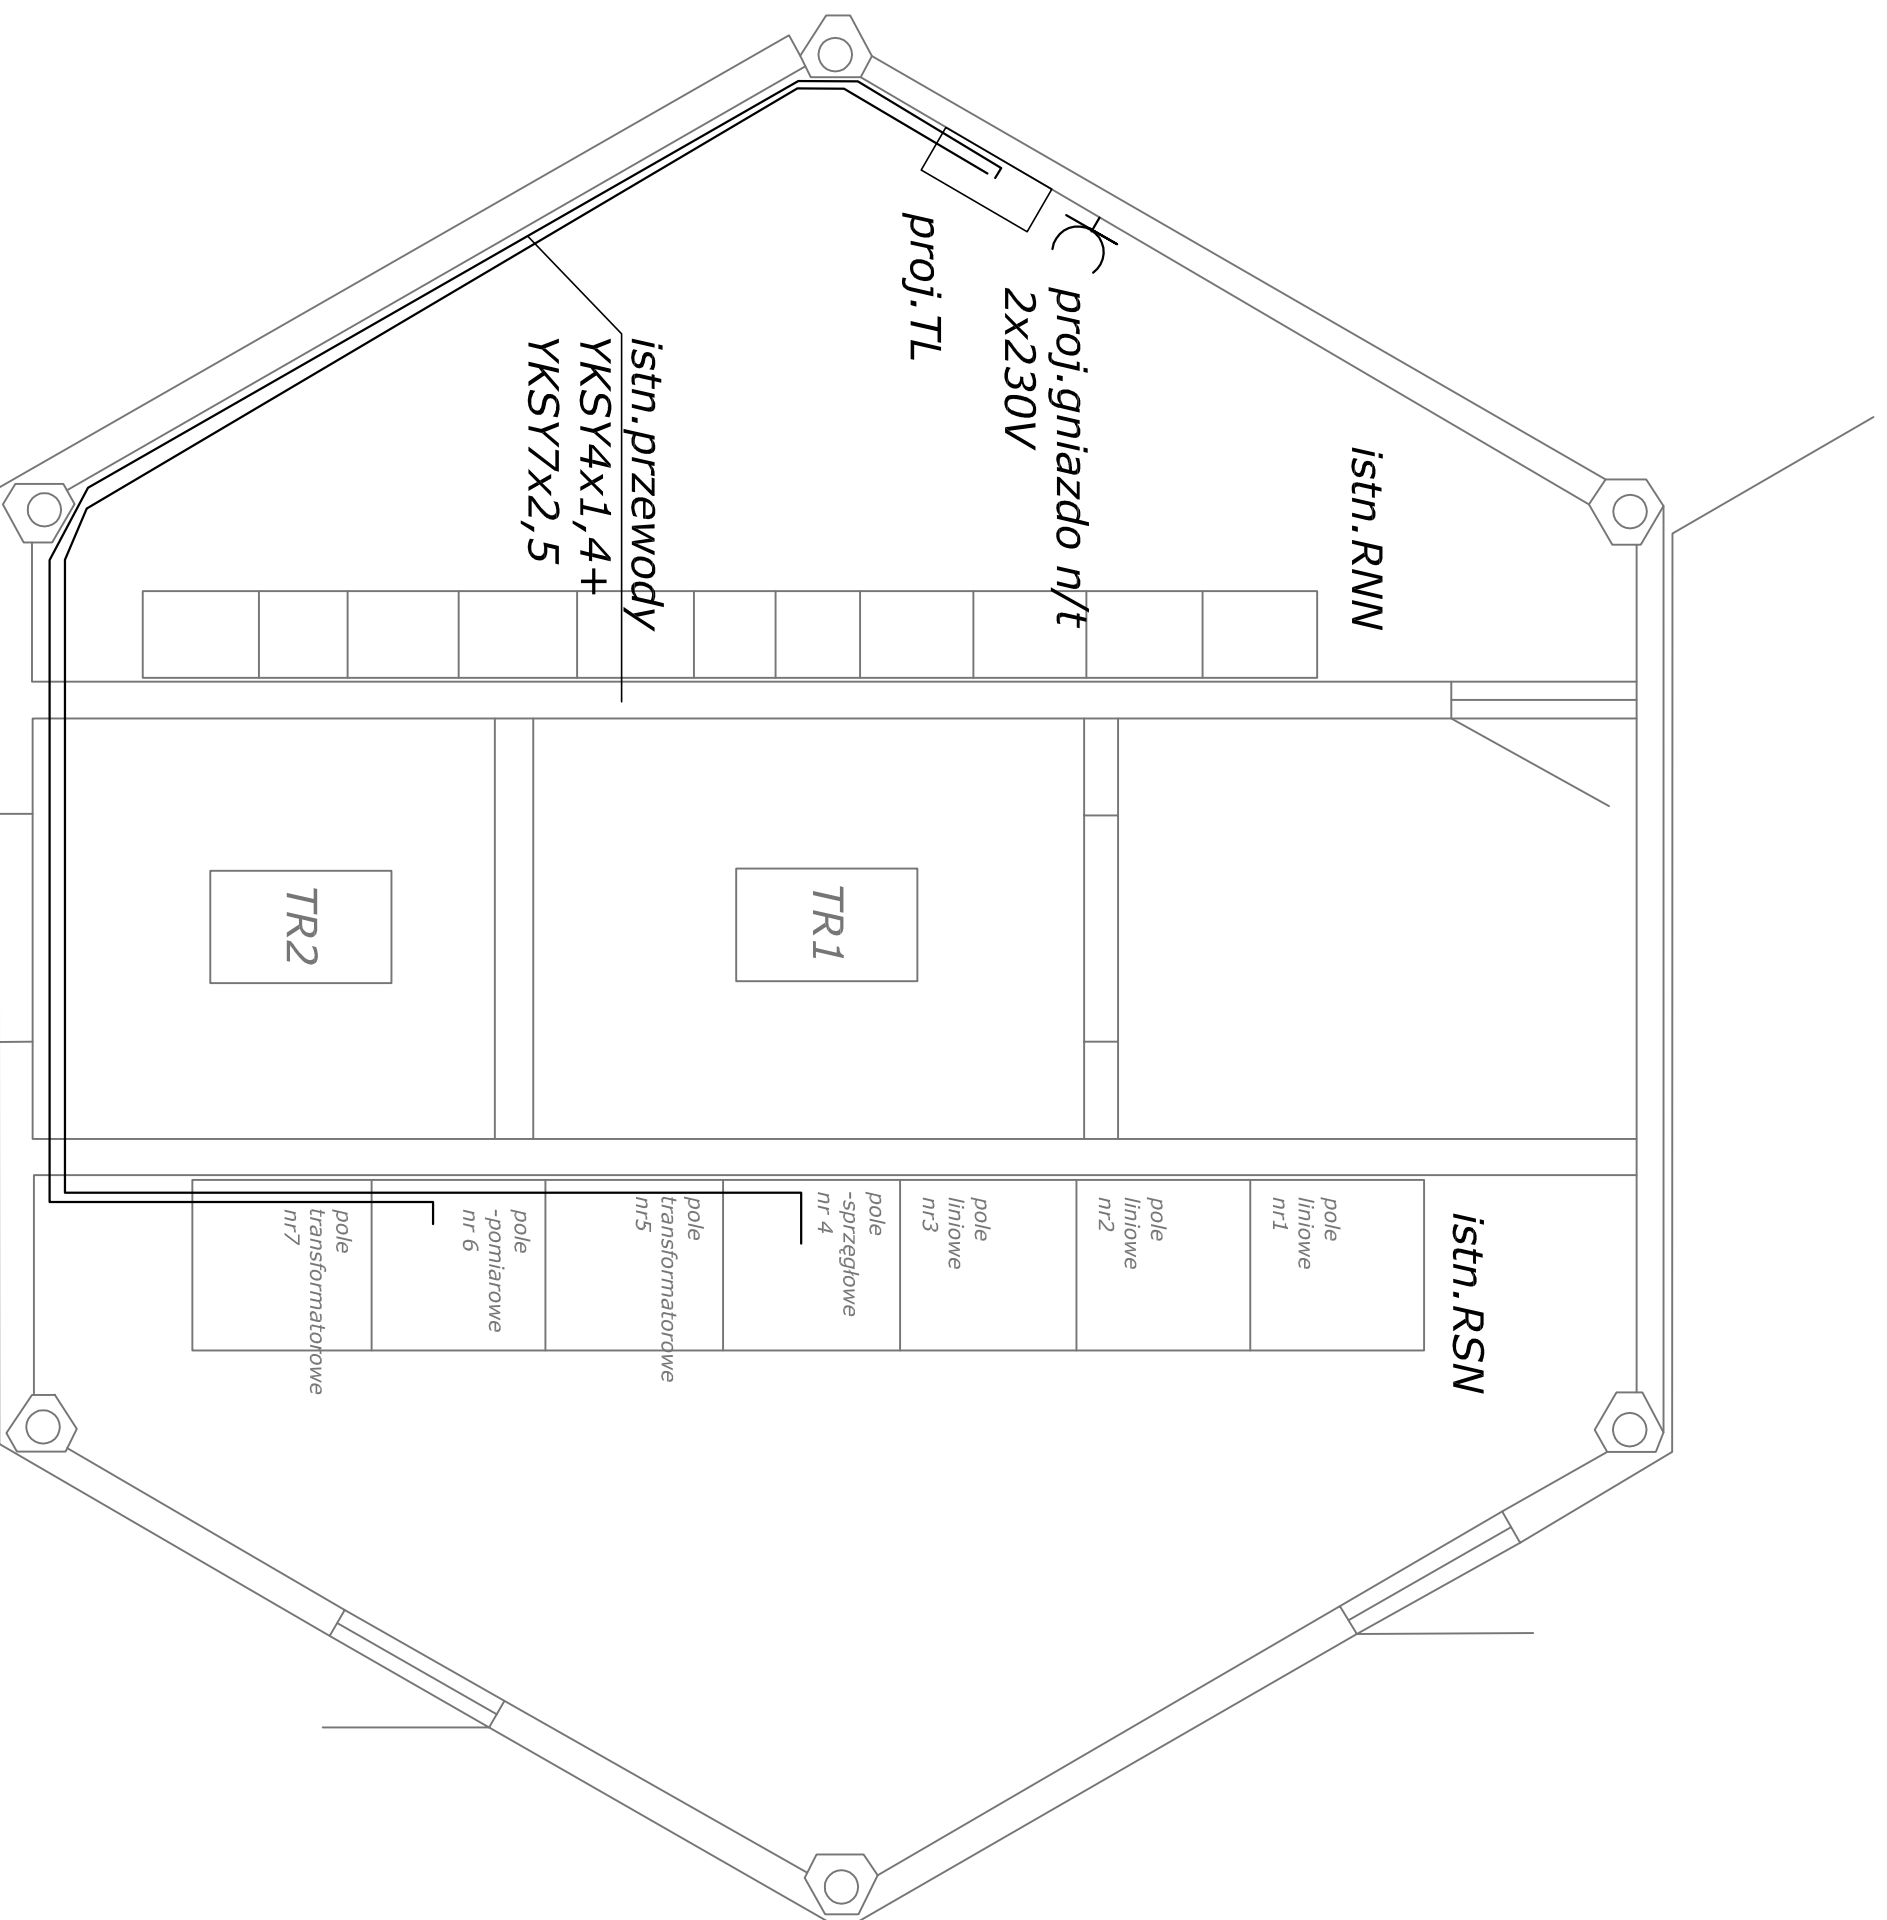 proj.TL
proj.gniazdo n/t
2x230V
istn.RNN
istn.przewody
YKSY4x1,4+
YKSY7x2,5
TR2
TR1
istn.RSN
pole
liniowe
nr1
pole
liniowe
nr2
pole
liniowe
nr3
pole
-sprzęgłowe
nr 4
pole
transformatorowe
nr5
pole
-pomiarowe
nr 6
pole
transformatorowe
nr7